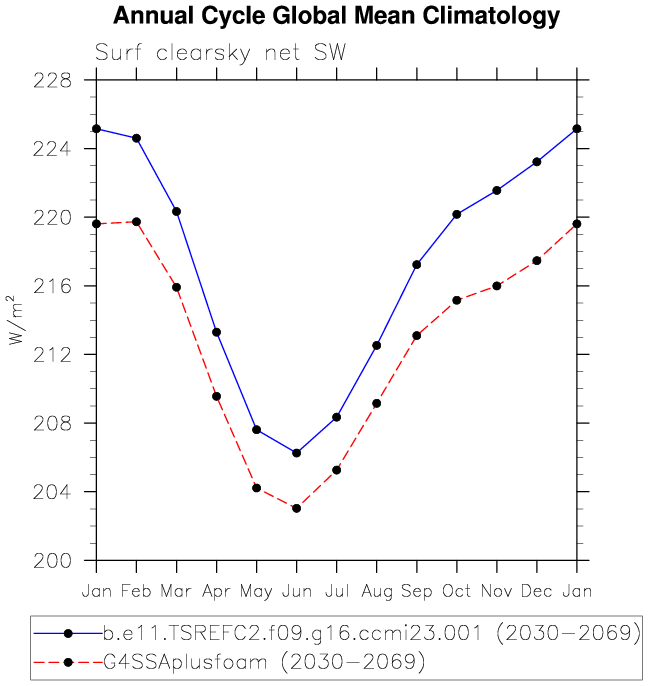 Annual Cycle Global Mean Climatology
Surf clearsky net SW
228
224
220
216
212
208
204
200
W/m²
Jan Feb Mar Apr May Jun Jul Aug Sep Oct Nov Dec Jan
b.e11.TSREFC2.f09.g16.ccmi23.001 (2030-2069)
G4SSAplusfoam (2030-2069)